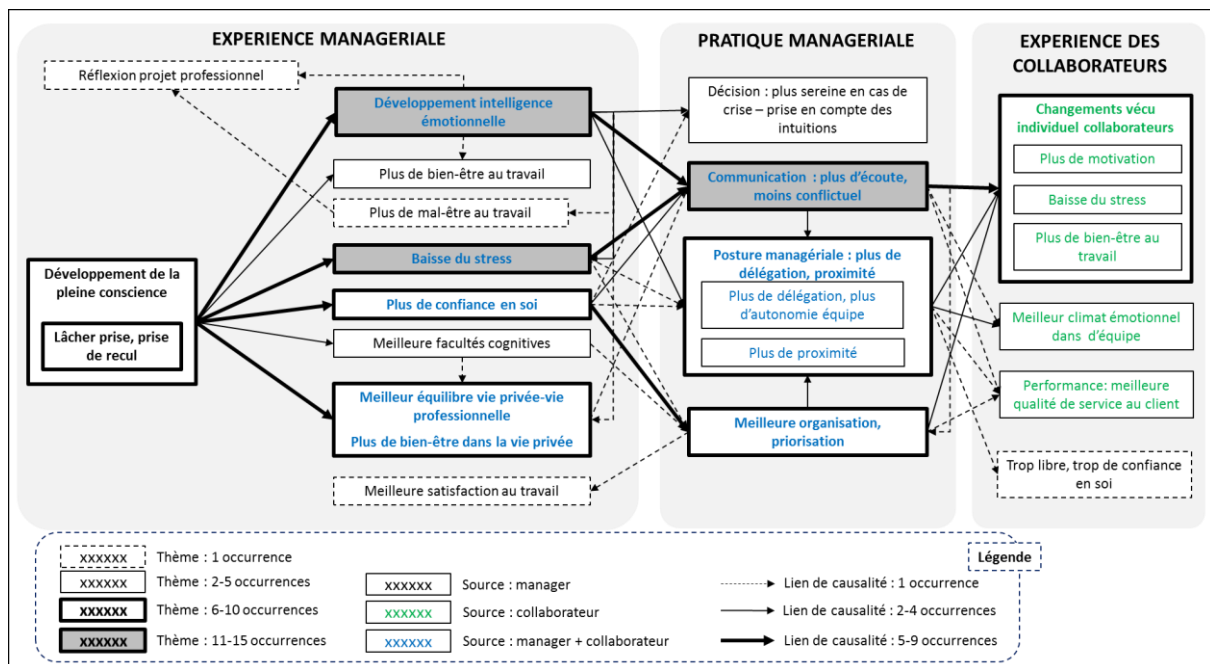 EXPERIENCE MANAGERIALE
Réflexion projet professionnel
Développement intelligence
émotionnelle
Plus de bien-être au travail
Plus de mal-être au travail
Baisse du stress
Développement de la
pleine conscience
Lâcher prise, prise
de recul
Plus de confiance en soi
Meilleure facultés cognitives
Meilleur équilibre vie privée-vie
professionnelle
Plus de bien-être dans la vie privée
Meilleure satisfaction au travail
PRATIQUE MANAGERIALE
Décision : plus sereine en cas de
crise – prise en compte des
intuitions
Communication : plus d'écoute,
moins conflictuel
Posture managériale : plus de
délégation, proximité
Plus de délégation, plus
d'autonomie équipe
Plus de proximité
Meilleure organisation,
priorisation
EXPERIENCE DES
COLLABORATEURS
Changements vécu
individuel collaborateurs
Plus de motivation
Baisse du stress
Plus de bien-être au
travail
Meilleur climat émotionnel
dans d'équipe
Performance: meilleure
qualité de service au client
Trop libre, trop de confiance
en soi
Légende
xxxxxx Thème : 1 occurrence
xxxxxx Thème : 2-5 occurrences
xxxxxx Thème : 6-10 occurrences
xxxxxx Thème : 11-15 occurrences
xxxxxx Source : manager
xxxxxx Source : collaborateur
xxxxxx Source : manager + collaborateur
Lien de causalité : 1 occurrence
Lien de causalité : 2-4 occurrences
Lien de causalité : 5-9 occurrences